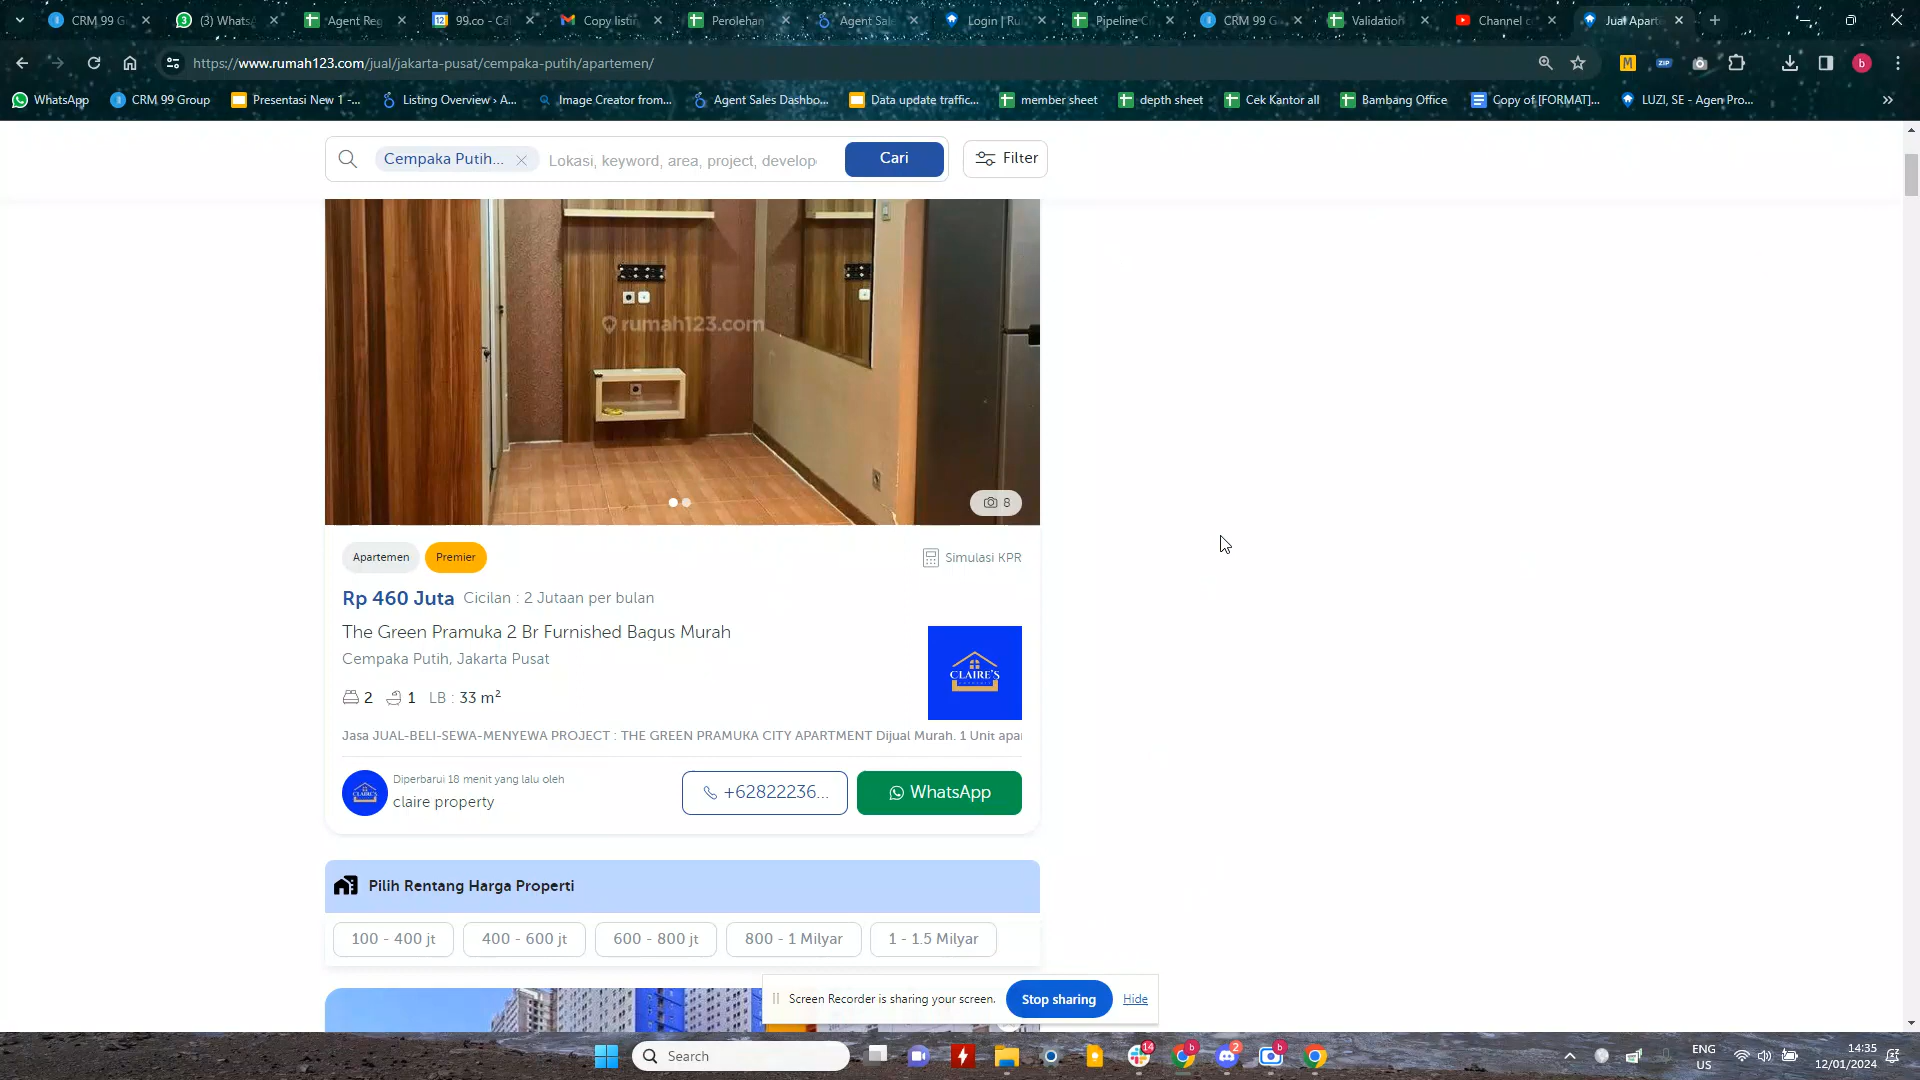 CRM 99 G
(3) Whats
Agent Reg
99.co - Ca
Copy listi
Perolehan
Agent Sal
Login | Ru
Pipeline C
CRM 99 G
Validation
Channel c
Jual Aparte
https://www.rumah123.com/jual/jakarta-pusat/cempaka-putih/apartemen/
WhatsApp
CRM 99 Group
Presentasi New 1 -...
Listing Overview › A...
Image Creator from...
Agent Sales Dashbo...
Data update traffic...
member sheet
depth sheet
Cek Kantor all
Bambang Office
Copy of [FORMAT]...
LUZI, SE - Agen Pro...
Cempaka Putih...
Lokasi, keyword, area, project, develop
Cari
Filter
rumah123.com
8
Apartemen
Premier
Simulasi KPR
Rp 460 Juta
Cicilan : 2 Jutaan per bulan
The Green Pramuka 2 Br Furnished Bagus Murah
Cempaka Putih, Jakarta Pusat
CLAIRE'S
2
1
LB : 33 m²
Jasa JUAL-BELI-SEWA-MENYEWA PROJECT : THE GREEN PRAMUKA CITY APARTMENT Dijual Murah. 1 Unit apar
Diperbarui 18 menit yang lalu oleh
claire property
+62822236...
WhatsApp
Pilih Rentang Harga Properti
100 - 400 jt
400 - 600 jt
600 - 800 jt
800 - 1 Milyar
1 - 1.5 Milyar
Screen Recorder is sharing your screen.
Stop sharing
Hide
Search
14
2
ENG
US
14:35
12/01/2024